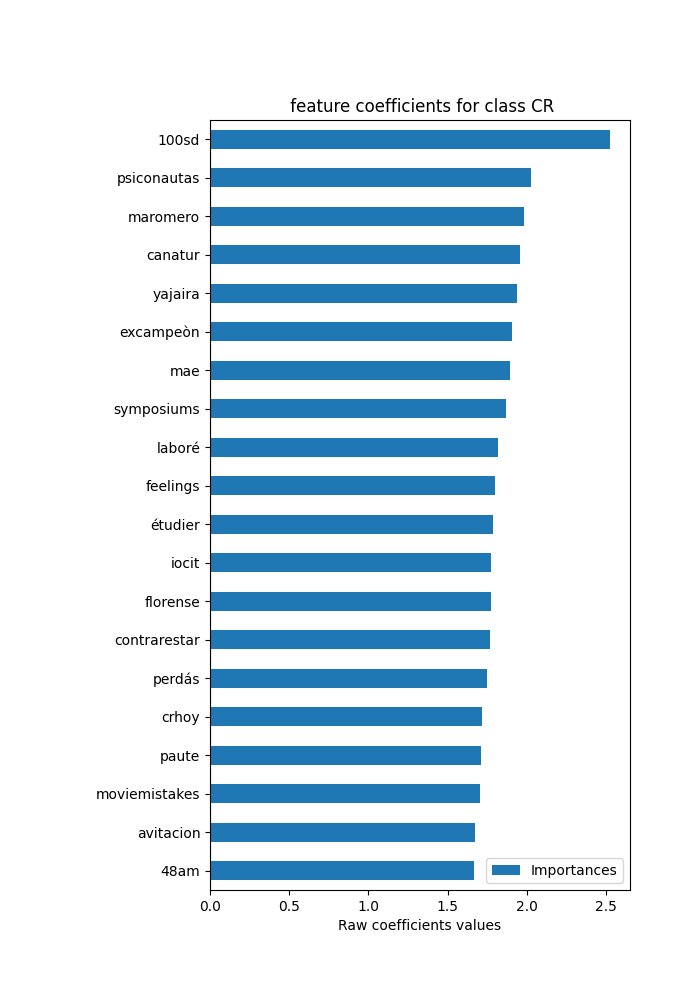 feature coefficients for class CR
100sd
psiconautas
maromero
canatur
yajaira
excampeòn
mae
symposiums
laboré
feelings
étudier
iocit
florense
contrarestar
perdás
crhoy
paute
moviemistakes
avitacion
48am
Importances
0.0 0.5 1.0 1.5 2.0 2.5
Raw coefficients values